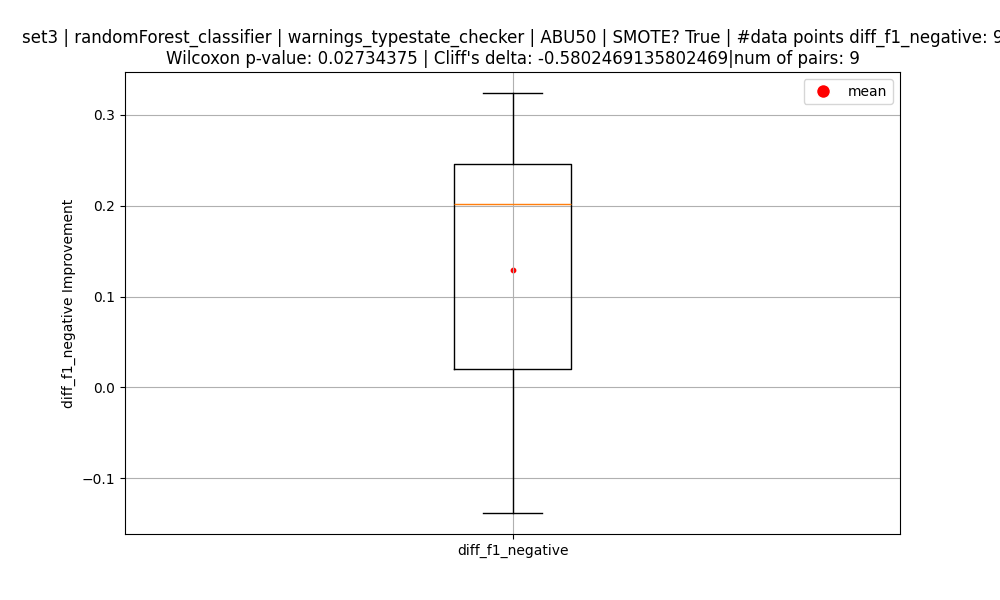 set3 | randomForest_classifier | warnings_typestate_checker | ABU50 | SMOTE? True | #data points diff_f1_negative: 9
Wilcoxon p-value: 0.02734375 | Cliff's delta: -0.5802469135802469|num of pairs: 9
mean
0.3
0.2
0.1
0.0
−0.1
diff_f1_negative Improvement
diff_f1_negative